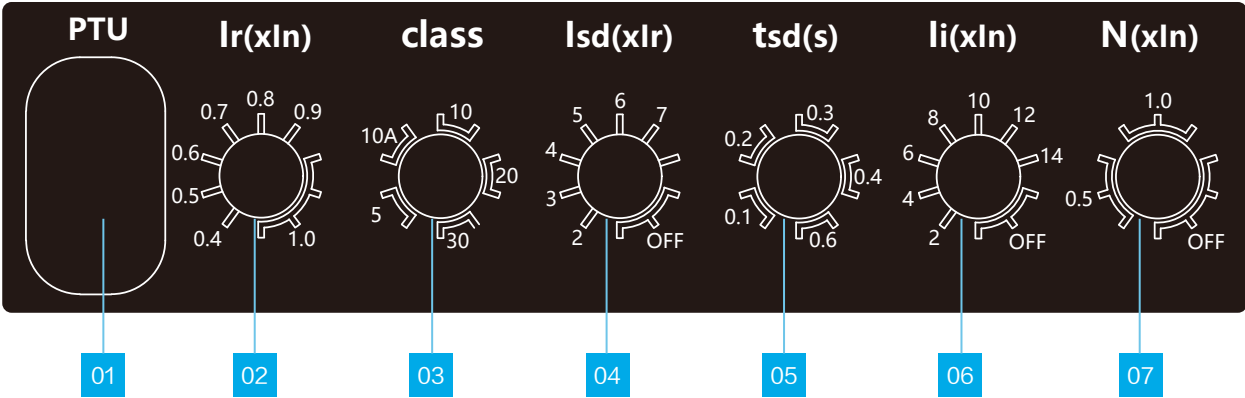 PTU Ir(xIn) class Isd(xIr) tsd(s) Ii(xIn) N(xIn)
0.4 0.5 0.6 0.7 0.8 0.9 1.0
5 10A 10 20 30
2 3 4 5 6 7 OFF
0.1 0.2 0.3 0.4 0.6
2 4 6 8 10 12 14 OFF
0.5 1.0 OFF
01 02 03 04 05 06 07